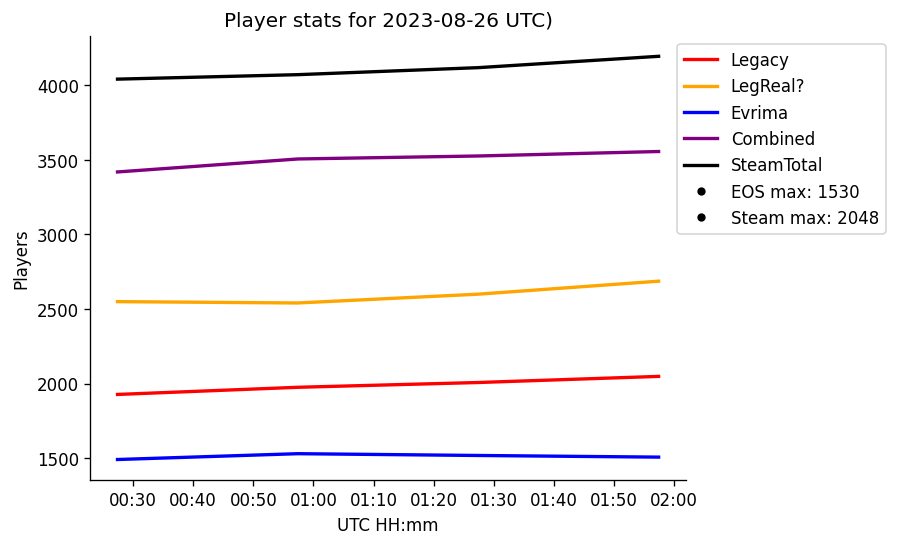 Player stats for 2023-08-26 UTC)
Legacy
LegReal?
Evrima
Combined
SteamTotal
EOS max: 1530
Steam max: 2048
Players
4000
3500
3000
2500
2000
1500
00:30 00:40 00:50 01:00 01:10 01:20 01:30 01:40 01:50 02:00
UTC HH:mm